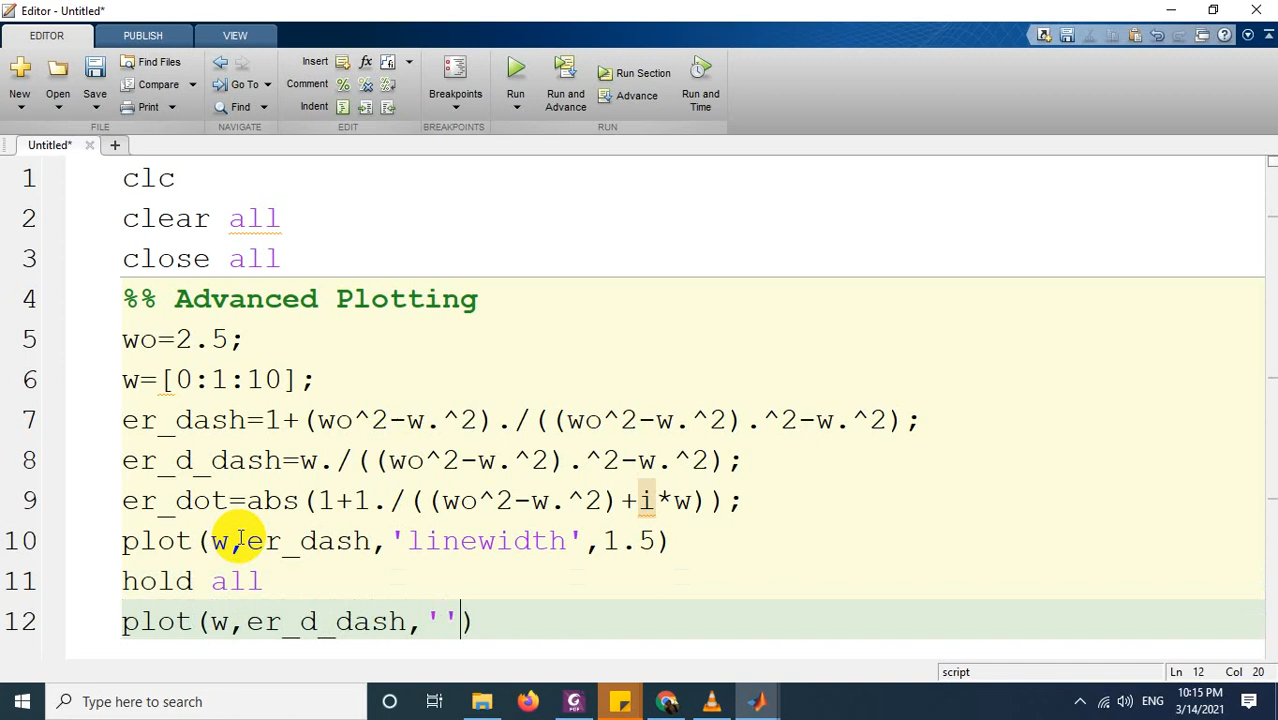 Editor - Untitled*
EDITOR PUBLISH VIEW
New Open Save Find Files Compare Print
FILE
Go To Find
NAVIGATE
Insert fx
Comment %
Indent
EDIT
Breakpoints
BREAKPOINTS
Run Run and Advance Run Section Advance Run and Time
RUN
Untitled* × +
1 clc
2 clear all
3 close all
4 %% Advanced Plotting
5 wo=2.5;
6 w=[0:1:10];
7 er_dash=1+(wo^2-w.^2)./((wo^2-w.^2).^2-w.^2);
8 er_d_dash=w./((wo^2-w.^2).^2-w.^2);
9 er_dot=abs(1+1./((wo^2-w.^2)+i*w));
10 plot(w,er_dash,'linewidth',1.5)
11 hold all
12 plot(w,er_d_dash,'')
script Ln 12 Col 20
Type here to search
ENG
10:15 PM
3/14/2021